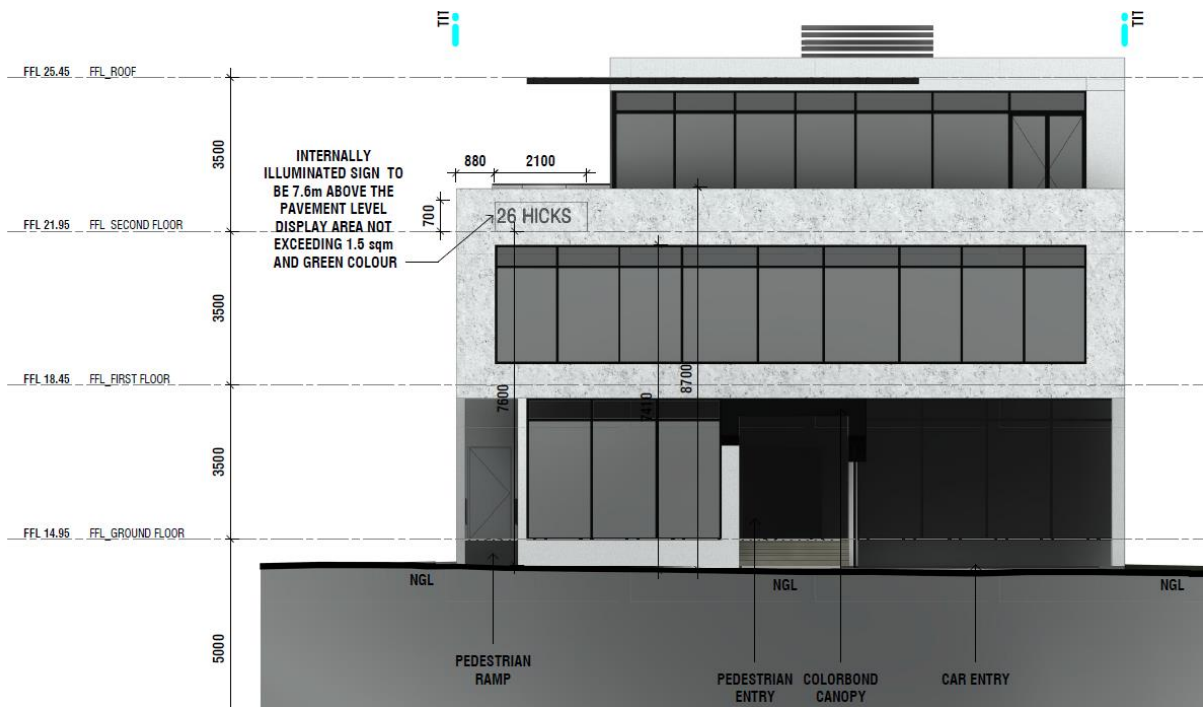 TIT
TIT
FFL 25.45 FFL_ROOF
3500
INTERNALLY
ILLUMINATED SIGN TO
BE 7.6m ABOVE THE
PAVEMENT LEVEL
DISPLAY AREA NOT
EXCEEDING 1.5 sqm
AND GREEN COLOUR
880
2100
700
26 HICKS
FFL 21.95 FFL_SECOND FLOOR
3500
FFL 18.45 FFL_FIRST FLOOR
7600
7410
8700
3500
FFL 14.95 FFL_GROUND FLOOR
NGL
NGL
NGL
5000
PEDESTRIAN
RAMP
PEDESTRIAN
ENTRY
COLORBOND
CANOPY
CAR ENTRY